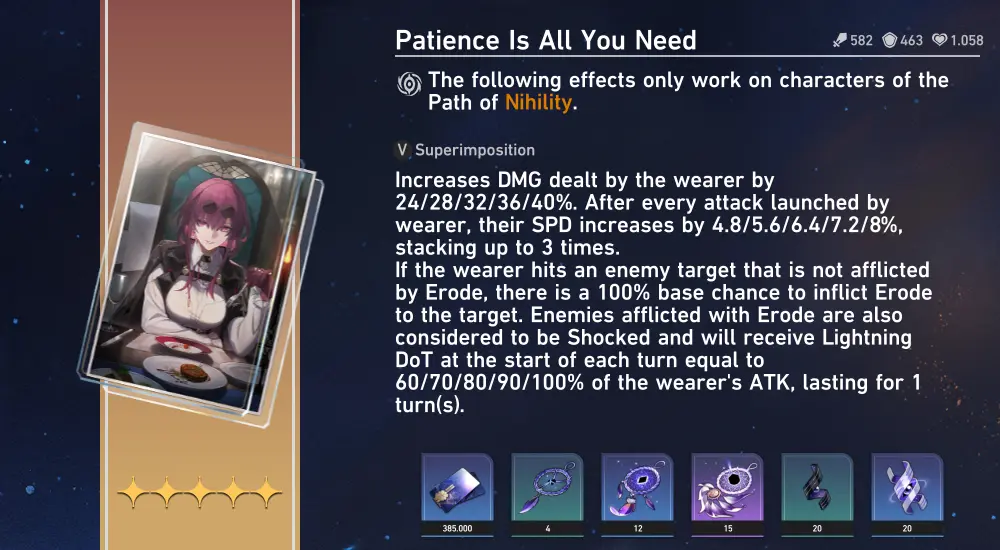 Patience Is All You Need
582 463 1.058
The following effects only work on characters of the
Path of Nihility.
V Superimposition
Increases DMG dealt by the wearer by
24/28/32/36/40%. After every attack launched by
wearer, their SPD increases by 4.8/5.6/6.4/7.2/8%,
stacking up to 3 times.
If the wearer hits an enemy target that is not afflicted
by Erode, there is a 100% base chance to inflict Erode
to the target. Enemies afflicted with Erode are also
considered to be Shocked and will receive Lightning
DoT at the start of each turn equal to
60/70/80/90/100% of the wearer's ATK, lasting for 1
turn(s).
385.000 4 12 15 20 20